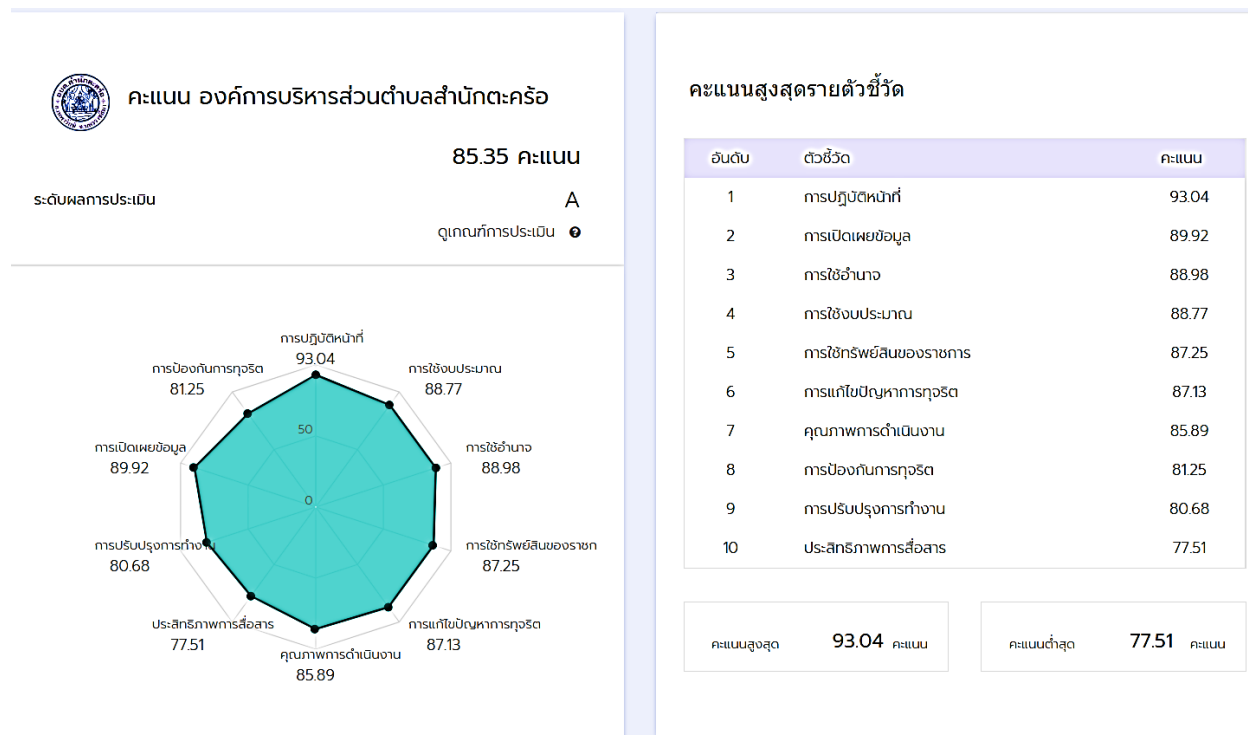 คะแนน องค์การบริหารส่วนตำบลสำนักตะคร้อ
85.35 คะแนน
ระดับผลการประเมิน A
ดูเกณฑ์การประเมิน
การปฏิบัติหน้าที่
93.04
การป้องกันการทุจริต
81.25
การใช้งบประมาณ
88.77
50
การเปิดเผยข้อมูล
89.92
การใช้อำนาจ
88.98
0
การปรับปรุงการทำงาน
80.68
การใช้ทรัพย์สินของราชก
87.25
ประสิทธิภาพการสื่อสาร
77.51
การแก้ไขปัญหาการทุจริต
87.13
คุณภาพการดำเนินงาน
85.89
คะแนนสูงสุดรายตัวชี้วัด
อันดับ ตัวชี้วัด คะแนน
1 การปฏิบัติหน้าที่ 93.04
2 การเปิดเผยข้อมูล 89.92
3 การใช้อำนาจ 88.98
4 การใช้งบประมาณ 88.77
5 การใช้ทรัพย์สินของราชการ 87.25
6 การแก้ไขปัญหาการทุจริต 87.13
7 คุณภาพการดำเนินงาน 85.89
8 การป้องกันการทุจริต 81.25
9 การปรับปรุงการทำงาน 80.68
10 ประสิทธิภาพการสื่อสาร 77.51
คะแนนสูงสุด 93.04 คะแนน
คะแนนต่ำสุด 77.51 คะแนน